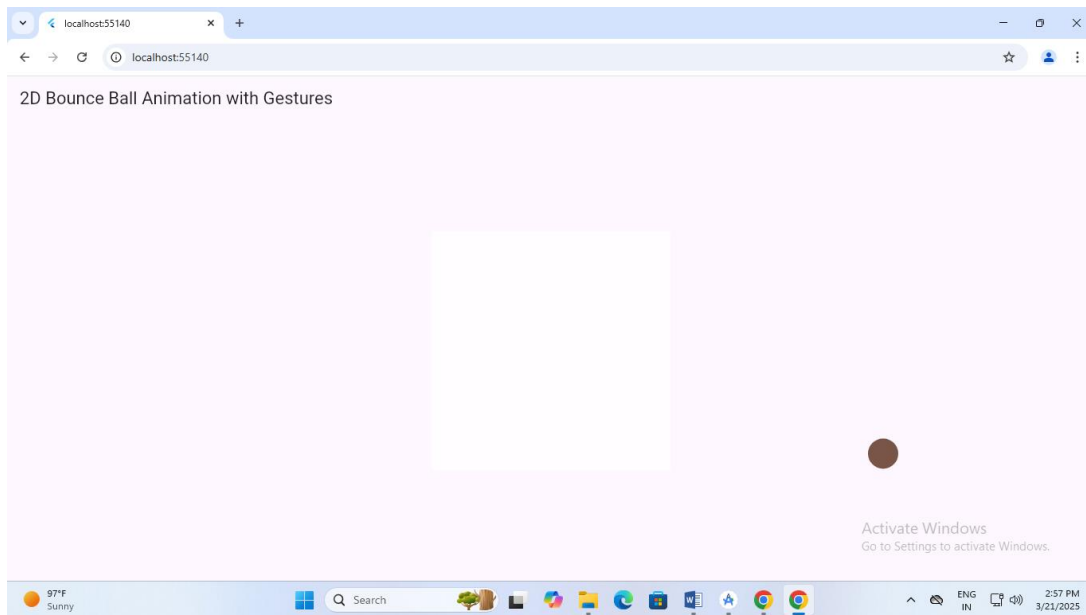 localhost:55140
localhost:55140
2D Bounce Ball Animation with Gestures
Activate Windows
Go to Settings to activate Windows.
97°F
Sunny
Search
ENG
IN
2:57 PM
3/21/2025